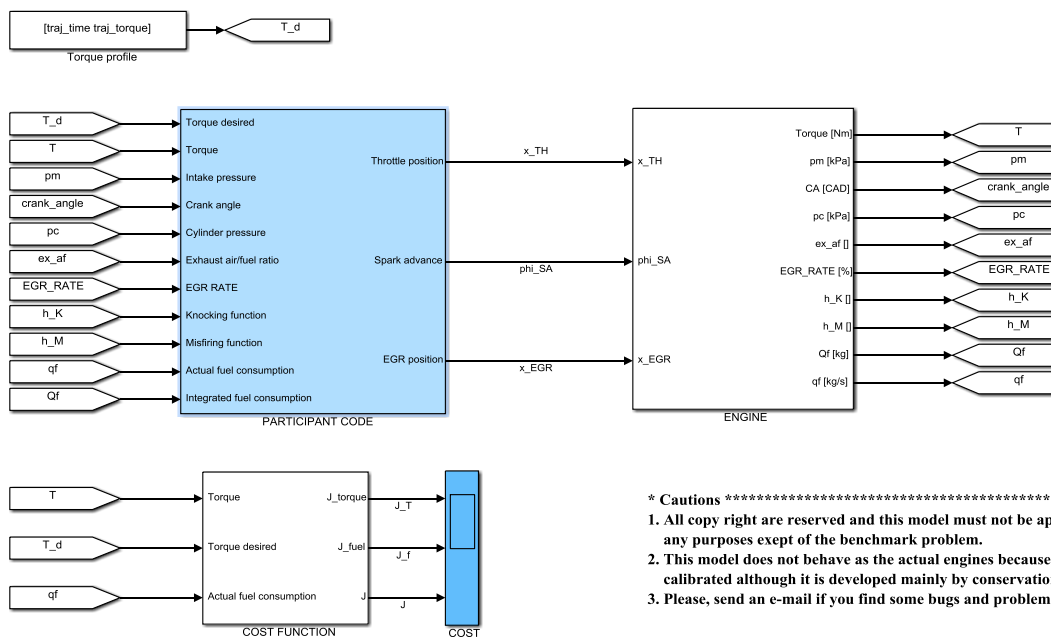 [traj_time traj_torque]
T_d
Torque profile
T_d
T
pm
crank_angle
pc
ex_af
EGR_RATE
h_K
h_M
qf
Qf
Torque desired
Torque
Intake pressure
Crank angle
Cylinder pressure
Exhaust air/fuel ratio
EGR RATE
Knocking function
Misfiring function
Actual fuel consumption
Integrated fuel consumption
Throttle position
Spark advance
EGR position
PARTICIPANT CODE
x_TH
phi_SA
x_EGR
x_TH
phi_SA
x_EGR
Torque [Nm]
pm [kPa]
CA [CAD]
pc [kPa]
ex_af []
EGR_RATE [%]
h_K []
h_M []
Qf [kg]
qf [kg/s]
ENGINE
T
pm
crank_angle
pc
ex_af
EGR_RATE
h_K
h_M
Qf
qf
T
T_d
qf
Torque
Torque desired
Actual fuel consumption
J_torque
J_fuel
J
COST FUNCTION
J_T
J_f
J
COST
* Cautions *****************************************
1. All copy right are reserved and this model must not be ap
any purposes exept of the benchmark problem.
2. This model does not behave as the actual engines because
calibrated although it is developed mainly by conservatio
3. Please, send an e-mail if you find some bugs and problem